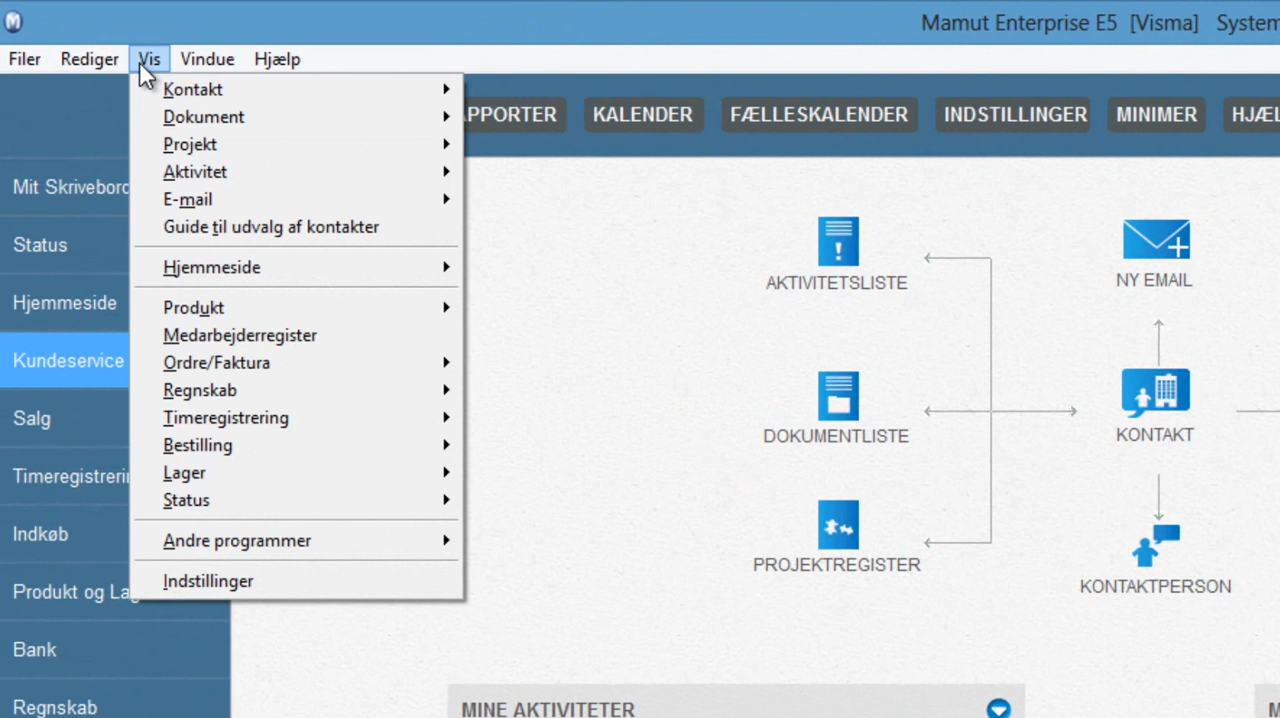 Mamut Enterprise E5 [Visma] System
Filer Rediger Vis Vindue Hjælp
Kontakt
Dokument
Projekt
Aktivitet
E-mail
Guide til udvalg af kontakter
Hjemmeside
Produkt
Medarbejderregister
Ordre/Faktura
Regnskab
Timeregistrering
Bestilling
Lager
Status
Andre programmer
Indstillinger
APPORTER KALENDER FÆLLESKALENDER INDSTILLINGER MINIMER HJÆL
Mit Skrivebord
Status
Hjemmeside
Kundeservice
Salg
Timeregistrerin
Indkøb
Produkt og Lag
Bank
Regnskab
AKTIVITETSLISTE
NY EMAIL
DOKUMENTLISTE
KONTAKT
PROJEKTREGISTER
KONTAKTPERSON
MINE AKTIVITETER
M